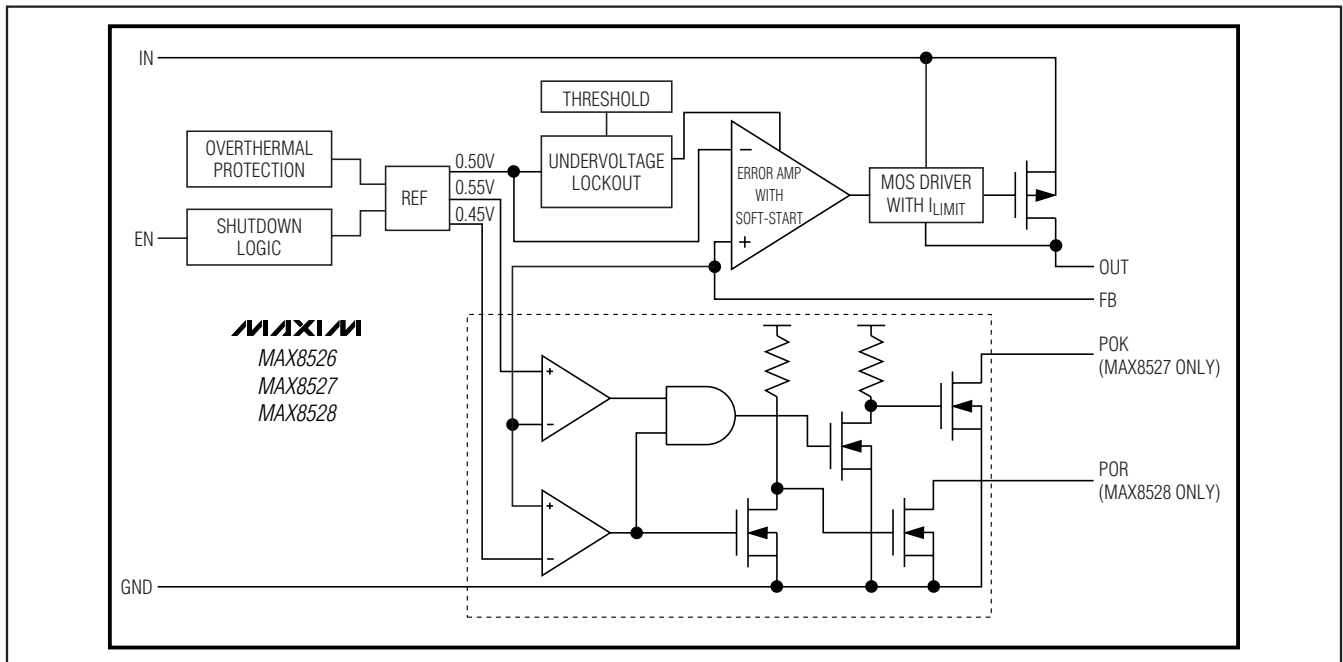 IN
THRESHOLD
OVERTHERMAL
PROTECTION
UNDERVOLTAGE
LOCKOUT
REF
0.50V
0.55V
0.45V
−
ERROR AMP
WITH
SOFT-START
+
MOS DRIVER
WITH ILIMIT
EN
SHUTDOWN
LOGIC
OUT
FB
MAXIM
MAX8526
MAX8527
MAX8528
+
−
POK
(MAX8527 ONLY)
+
−
POR
(MAX8528 ONLY)
GND